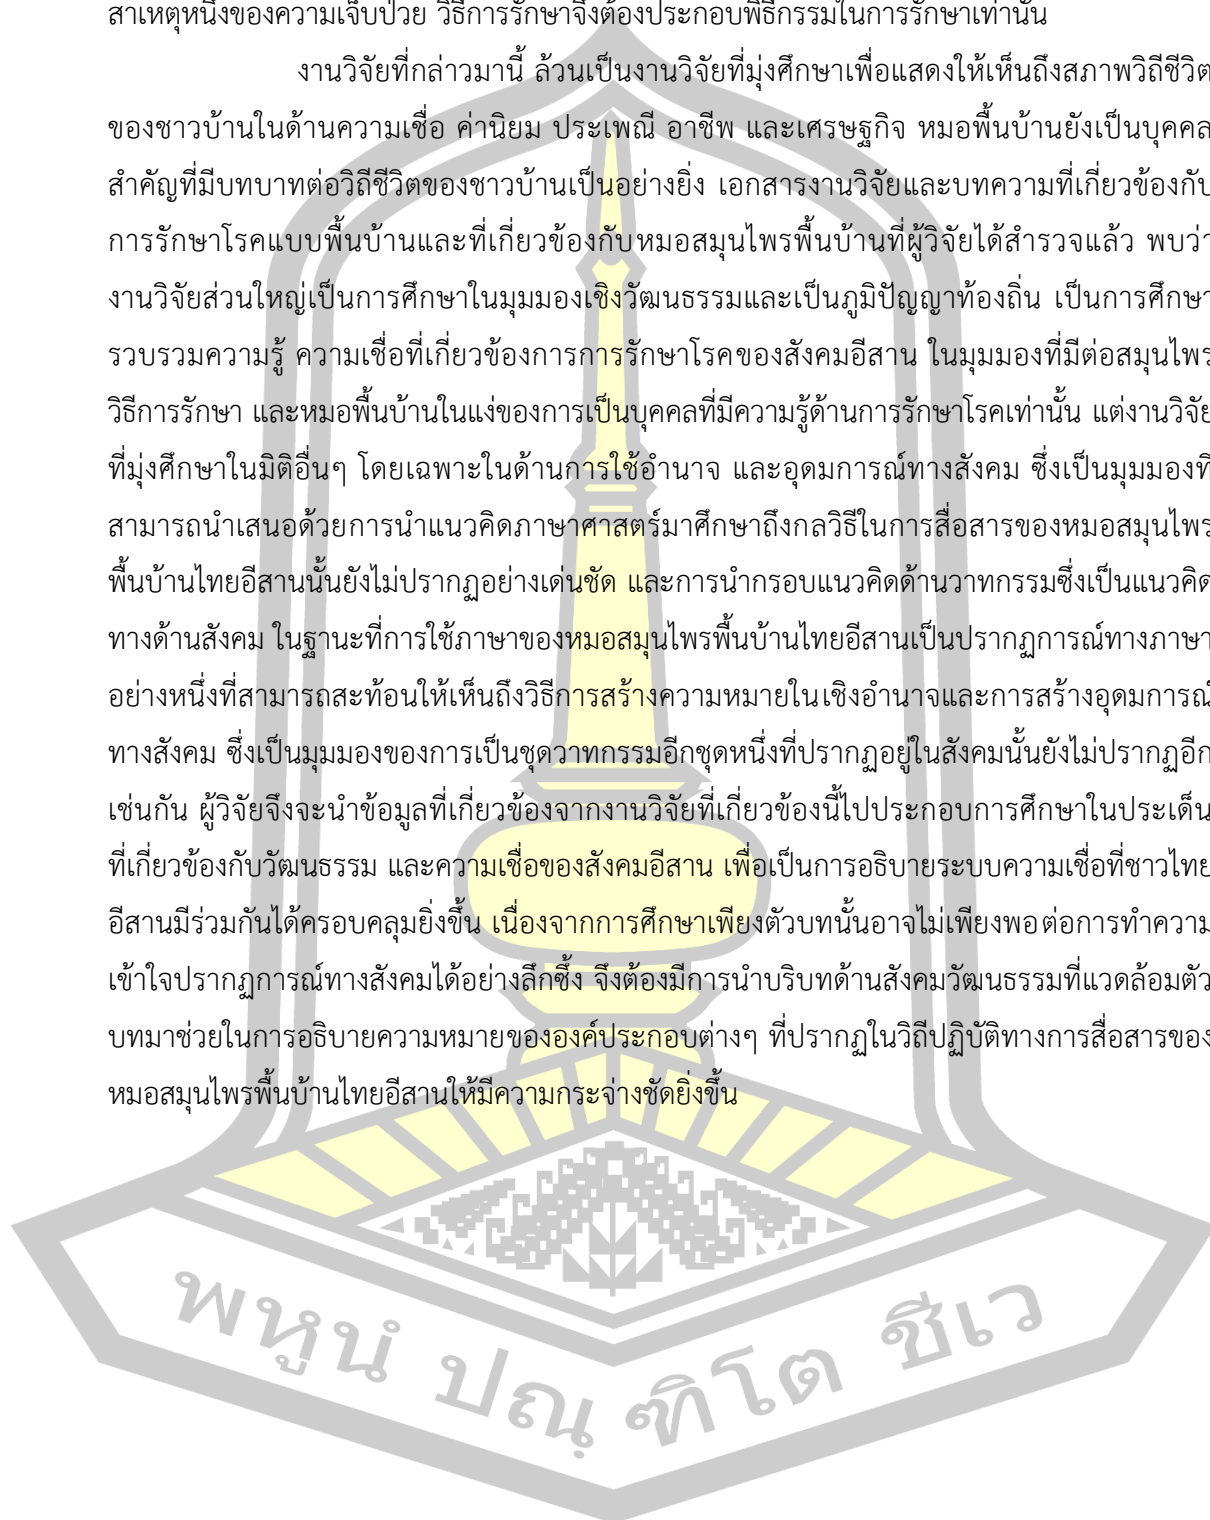 สาเหตุหนึ่งของความเจ็บป่วย วิธีการรักษาจึงต้องประกอบพิธีกรรมในการรักษาเท่านั้น
งานวิจัยที่กล่าวมานี้ ล้วนเป็นงานวิจัยที่มุ่งศึกษาเพื่อแสดงให้เห็นถึงสภาพวิถีชีวิต
ของชาวบ้านในด้านความเชื่อ ค่านิยม ประเพณี อาชีพ และเศรษฐกิจ หมอพื้นบ้านยังเป็นบุคคล
สำคัญที่มีบทบาทต่อวิถีชีวิตของชาวบ้านเป็นอย่างยิ่ง เอกสารงานวิจัยและบทความที่เกี่ยวข้องกับ
การรักษาโรคแบบพื้นบ้านและที่เกี่ยวข้องกับหมอสมุนไพรพื้นบ้านที่ผู้วิจัยได้สำรวจแล้ว พบว่า
งานวิจัยส่วนใหญ่เป็นการศึกษาในมุมมองเชิงวัฒนธรรมและเป็นภูมิปัญญาท้องถิ่น เป็นการศึกษา
รวบรวมความรู้ ความเชื่อที่เกี่ยวข้องการการรักษาโรคของสังคมอีสาน ในมุมมองที่มีต่อสมุนไพร
วิธีการรักษา และหมอพื้นบ้านในแง่ของการเป็นบุคคลที่มีความรู้ด้านการรักษาโรคเท่านั้น แต่งานวิจัย
ที่มุ่งศึกษาในมิติอื่นๆ โดยเฉพาะในด้านการใช้อำนาจ และอุดมการณ์ทางสังคม ซึ่งเป็นมุมมองที่
สามารถนำเสนอด้วยการนำแนวคิดภาษาศาสตร์มาศึกษาถึงกลวิธีในการสื่อสารของหมอสมุนไพร
พื้นบ้านไทยอีสานนั้นยังไม่ปรากฏอย่างเด่นชัด และการนำกรอบแนวคิดด้านวาทกรรมซึ่งเป็นแนวคิด
ทางด้านสังคม ในฐานะที่การใช้ภาษาของหมอสมุนไพรพื้นบ้านไทยอีสานเป็นปรากฏการณ์ทางภาษา
อย่างหนึ่งที่สามารถสะท้อนให้เห็นถึงวิธีการสร้างความหมายในเชิงอำนาจและการสร้างอุดมการณ์
ทางสังคม ซึ่งเป็นมุมมองของการเป็นชุดวาทกรรมอีกชุดหนึ่งที่ปรากฏอยู่ในสังคมนั้นยังไม่ปรากฏอีก
เช่นกัน ผู้วิจัยจึงจะนำข้อมูลที่เกี่ยวข้องจากงานวิจัยที่เกี่ยวข้องนี้ไปประกอบการศึกษาในประเด็น
ที่เกี่ยวข้องกับวัฒนธรรม และความเชื่อของสังคมอีสาน เพื่อเป็นการอธิบายระบบความเชื่อที่ชาวไทย
อีสานมีร่วมกันได้ครอบคลุมยิ่งขึ้น เนื่องจากการศึกษาเพียงตัวบทนั้นอาจไม่เพียงพอต่อการทำความ
เข้าใจปรากฏการณ์ทางสังคมได้อย่างลึกซึ้ง จึงต้องมีการนำบริบทด้านสังคมวัฒนธรรมที่แวดล้อมตัว
บทมาช่วยในการอธิบายความหมายขององค์ประกอบต่างๆ ที่ปรากฏในวิถีปฏิบัติทางการสื่อสารของ
หมอสมุนไพรพื้นบ้านไทยอีสานให้มีความกระจ่างชัดยิ่งขึ้น
พหูนํ ปณฺฑิโต ชีเว